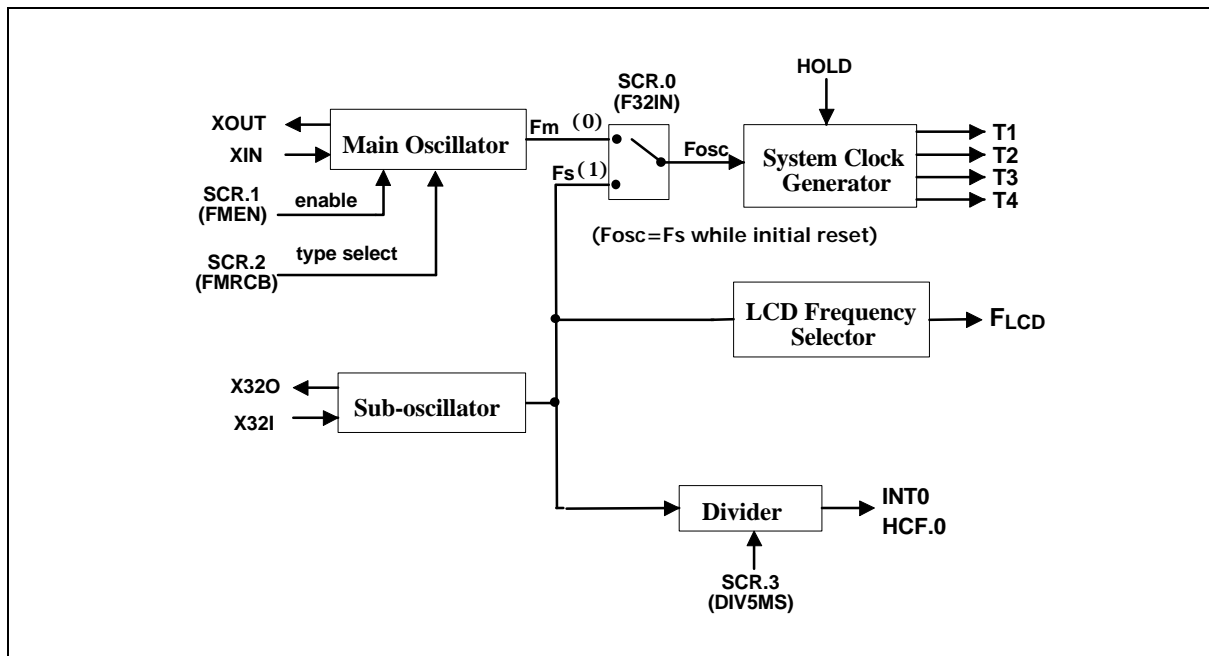 HOLD
SCR.0
(F32IN)
XOUT
XIN
Main Oscillator
Fm (0)
Fs (1)
Fosc
System Clock
Generator
T1
T2
T3
T4
SCR.1
(FMEN)
enable
SCR.2
(FMRCB)
type select
(Fosc=Fs while initial reset)
LCD Frequency
Selector
FLCD
X32O
X32I
Sub-oscillator
Divider
INT0
HCF.0
SCR.3
(DIV5MS)